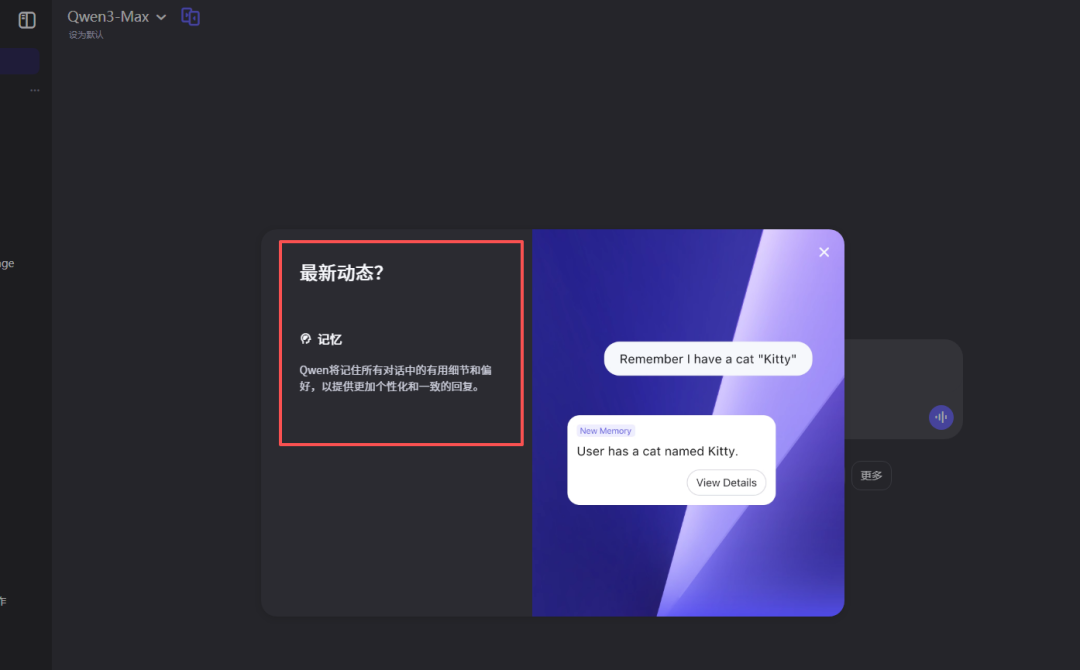 Qwen3-Max
设为默认
...
age
最新动态?
记忆
Qwen将记住所有对话中的有用细节和偏
好，以提供更加个性化和一致的回复。
Remember I have a cat "Kitty"
New Memory
User has a cat named Kitty.
View Details
更多
作